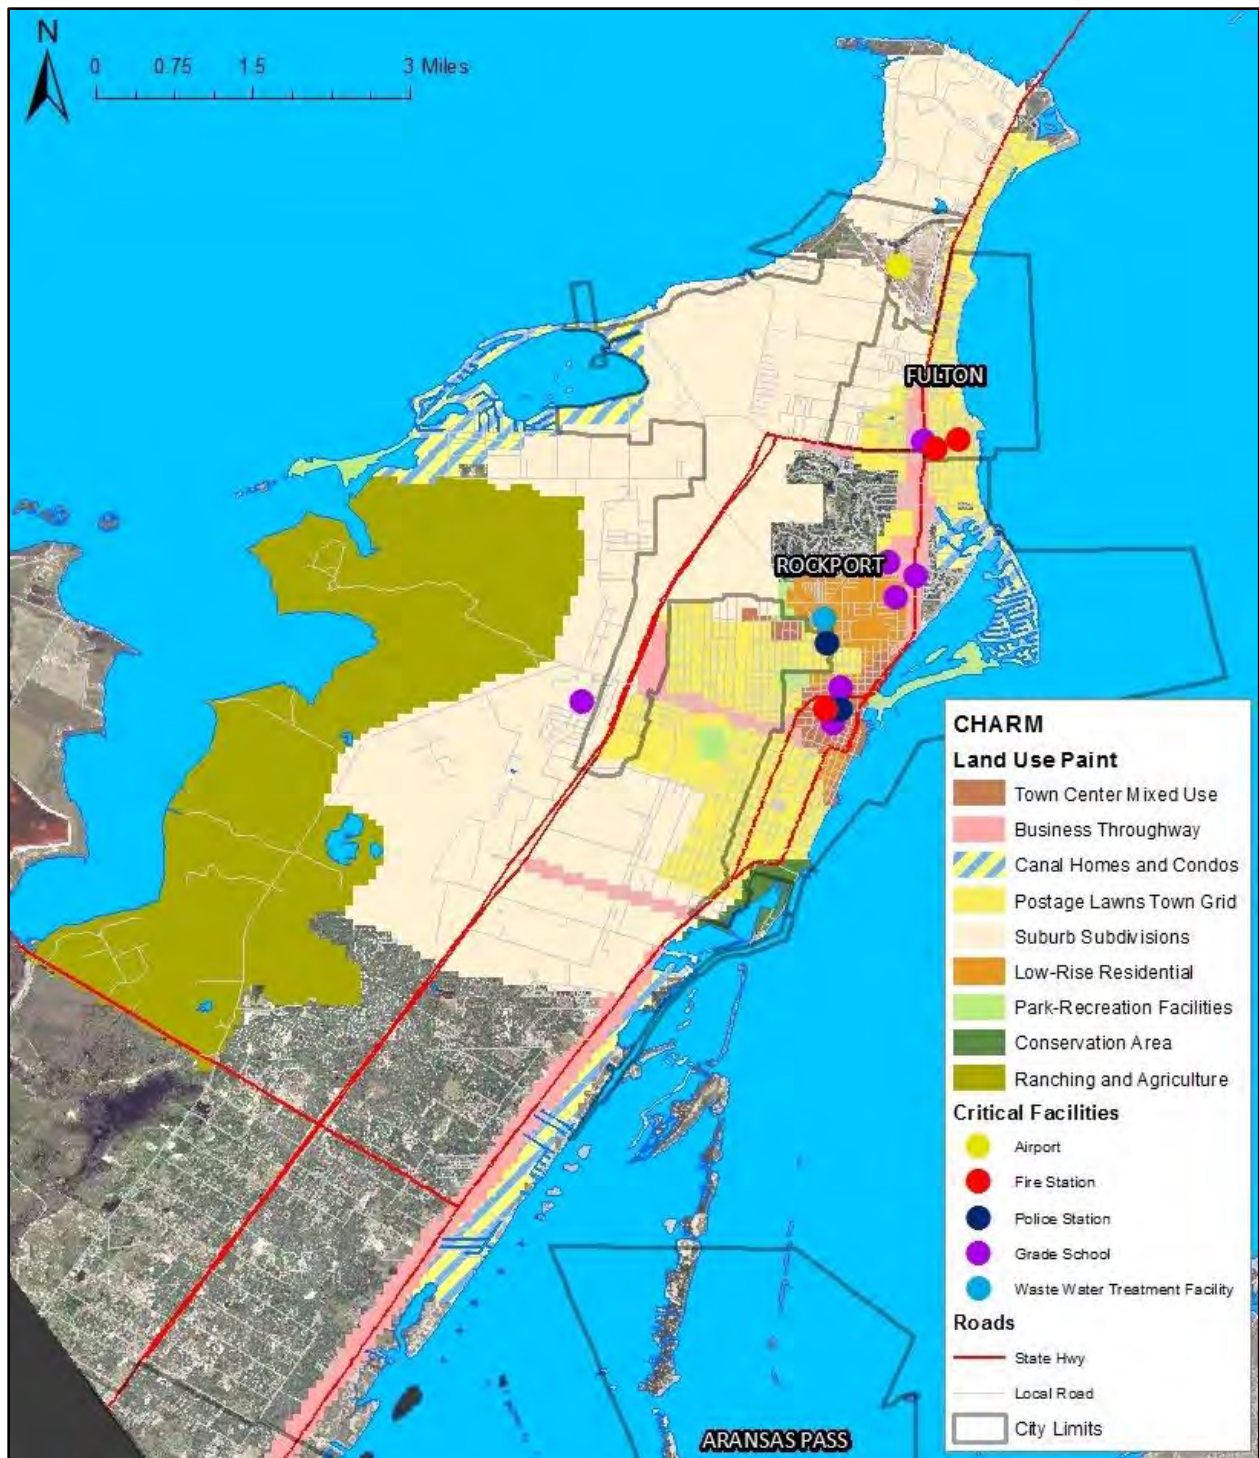 N
0 0.75 1.5 3 Miles
FULTON
ROCKPORT
CHARM
Land Use Paint
Town Center Mixed Use
Business Throughway
Canal Homes and Condos
Postage Lawns Town Grid
Suburb Subdivisions
Low-Rise Residential
Park-Recreation Facilities
Conservation Area
Ranching and Agriculture
Critical Facilities
Airport
Fire Station
Police Station
Grade School
Waste Water Treatment Facility
Roads
State Hwy
Local Road
City Limits
ARANSAS PASS